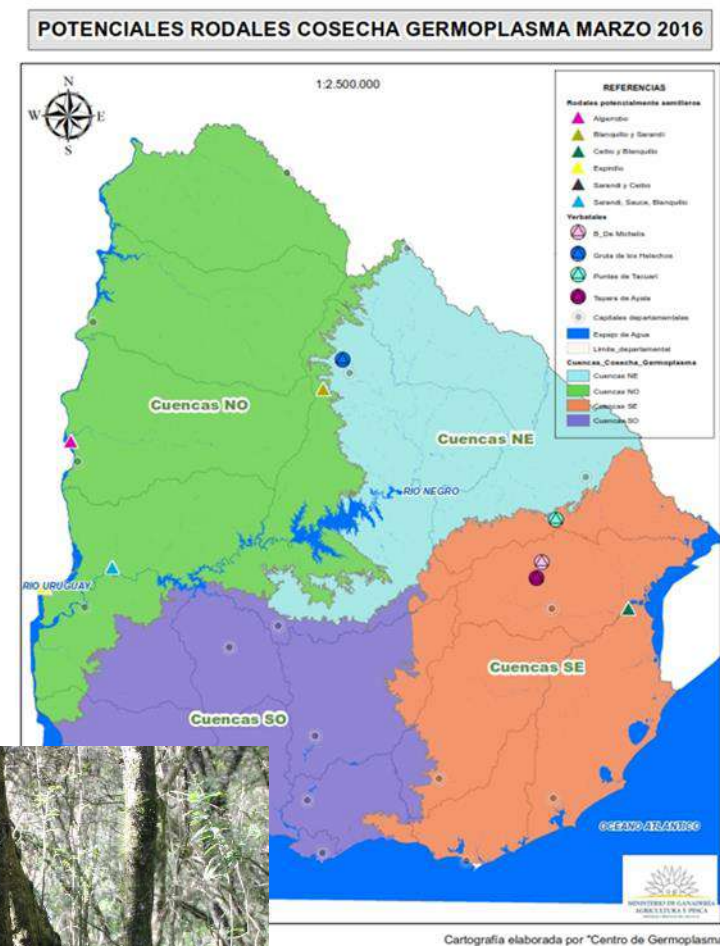 POTENCIALES RODALES COSECHA GERMOPLASMA MARZO 2016
1:2.500.000
N
W
E
S
REFERENCIAS
Rodales potencialmente semilleros
Algarrobo
Blanquillo y Sarandí
Ceibo y Blanquillo
Espinillo
Sarandí y Ceibo
Sarandí, Sauce, Blanquillo
Yerbatales
B_De Michelis
Gruta de los Helechos
Puntas de Tacuarí
Tapera de Ayala
Capitales departamentales
Espejo de Agua
Limite_departamental
Cuencas_Cosecha_Germoplasma
Cuencas NE
Cuencas NO
Cuencas SE
Cuencas SO
Cuencas NO
Cuencas NE
RIO NEGRO
RIO URUGUAY
Cuencas SE
Cuencas SO
OCEANO ATLANTICO
MINISTERIO DE GANADERÍA
AGRICULTURA Y PESCA
Cartografía elaborada por "Centro de Germoplasma